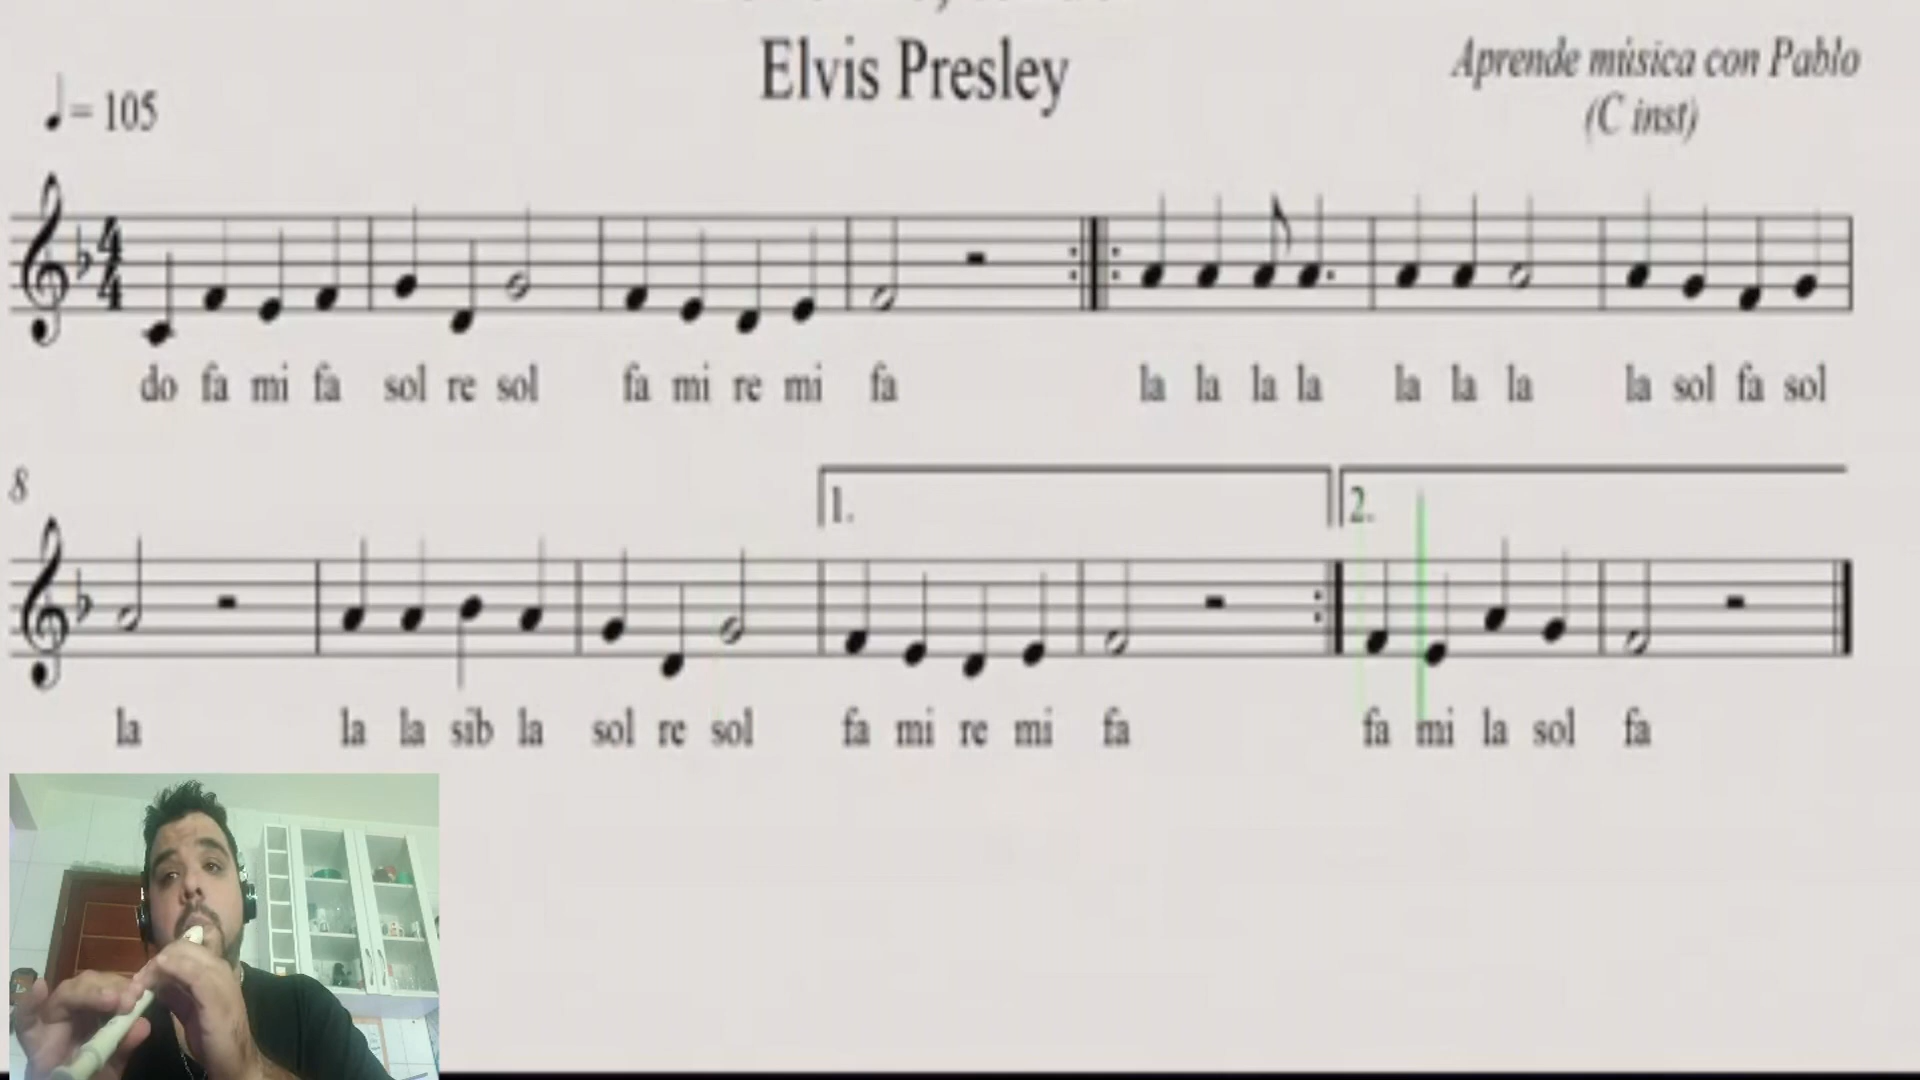 Elvis Presley
Aprende música con Pablo
(C inst)
= 105
4
4
do fa mi fa sol re sol fa mi re mi fa la la la la la la la la sol fa sol
8
1.
2.
la la la sib la sol re sol fa mi re mi fa fa mi la sol fa